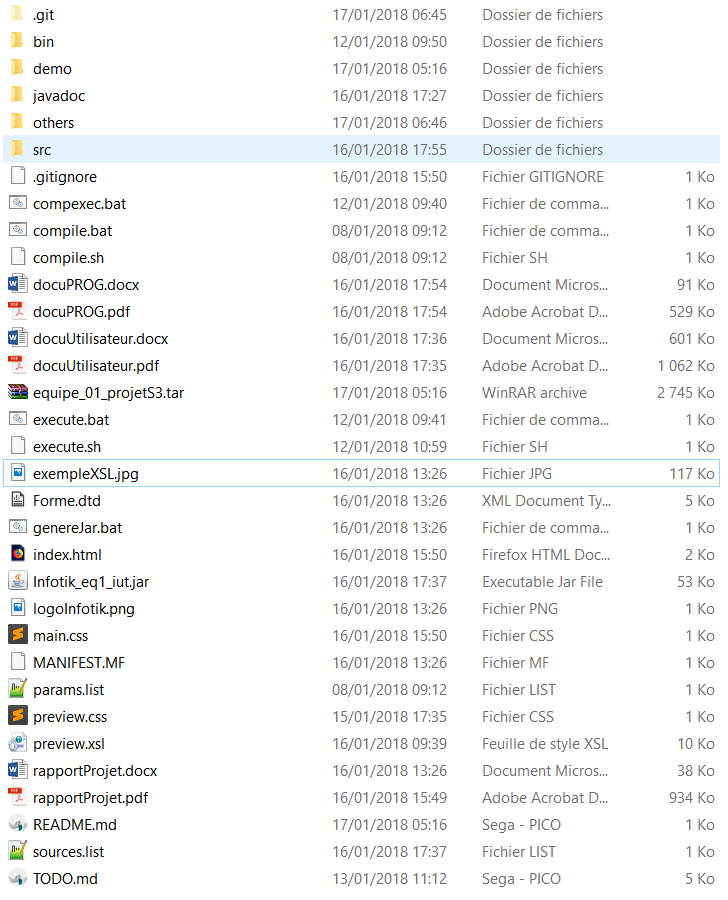 .git 17/01/2018 06:45 Dossier de fichiers
bin 12/01/2018 09:50 Dossier de fichiers
demo 17/01/2018 05:16 Dossier de fichiers
javadoc 16/01/2018 17:27 Dossier de fichiers
others 17/01/2018 06:46 Dossier de fichiers
src 16/01/2018 17:55 Dossier de fichiers
.gitignore 16/01/2018 15:50 Fichier GITIGNORE 1 Ko
compexec.bat 12/01/2018 09:40 Fichier de comma... 1 Ko
compile.bat 08/01/2018 09:12 Fichier de comma... 1 Ko
compile.sh 08/01/2018 09:12 Fichier SH 1 Ko
docuPROG.docx 16/01/2018 17:54 Document Micros... 91 Ko
docuPROG.pdf 16/01/2018 17:54 Adobe Acrobat D... 529 Ko
docuUtilisateur.docx 16/01/2018 17:36 Document Micros... 601 Ko
docuUtilisateur.pdf 16/01/2018 17:35 Adobe Acrobat D... 1 062 Ko
equipe_01_projetS3.tar 17/01/2018 05:16 WinRAR archive 2 745 Ko
execute.bat 12/01/2018 09:41 Fichier de comma... 1 Ko
execute.sh 12/01/2018 10:59 Fichier SH 1 Ko
exempleXSL.jpg 16/01/2018 13:26 Fichier JPG 117 Ko
Forme.dtd 16/01/2018 13:26 XML Document Ty... 5 Ko
genereJar.bat 16/01/2018 13:26 Fichier de comma... 1 Ko
index.html 16/01/2018 15:50 Firefox HTML Doc... 2 Ko
Infotik_eq1_iut.jar 16/01/2018 17:37 Executable Jar File 53 Ko
logoInfotik.png 16/01/2018 13:26 Fichier PNG 1 Ko
main.css 16/01/2018 15:50 Fichier CSS 1 Ko
MANIFEST.MF 16/01/2018 13:26 Fichier MF 1 Ko
params.list 08/01/2018 09:12 Fichier LIST 1 Ko
preview.css 15/01/2018 17:35 Fichier CSS 1 Ko
preview.xsl 16/01/2018 09:39 Feuille de style XSL 10 Ko
rapportProjet.docx 16/01/2018 13:26 Document Micros... 38 Ko
rapportProjet.pdf 16/01/2018 15:49 Adobe Acrobat D... 934 Ko
README.md 17/01/2018 05:16 Sega - PICO 1 Ko
sources.list 16/01/2018 17:37 Fichier LIST 1 Ko
TODO.md 13/01/2018 11:12 Sega - PICO 5 Ko